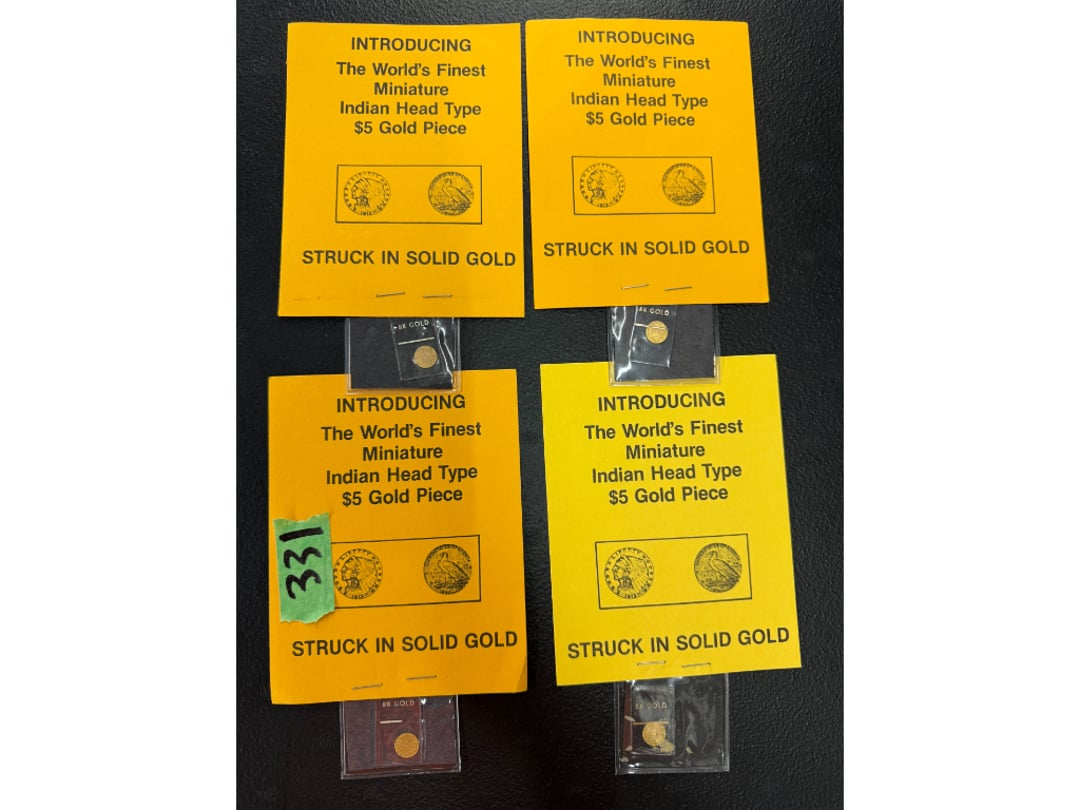 INTRODUCING
The World's Finest
Miniature
Indian Head Type
$5 Gold Piece
STRUCK IN SOLID GOLD
8K GOLD
INTRODUCING
The World's Finest
Miniature
Indian Head Type
$5 Gold Piece
STRUCK IN SOLID GOLD
8K GOLD
INTRODUCING
The World's Finest
Miniature
Indian Head Type
$5 Gold Piece
331
STRUCK IN SOLID GOLD
8K GOLD
INTRODUCING
The World's Finest
Miniature
Indian Head Type
$5 Gold Piece
STRUCK IN SOLID GOLD
8K GOLD